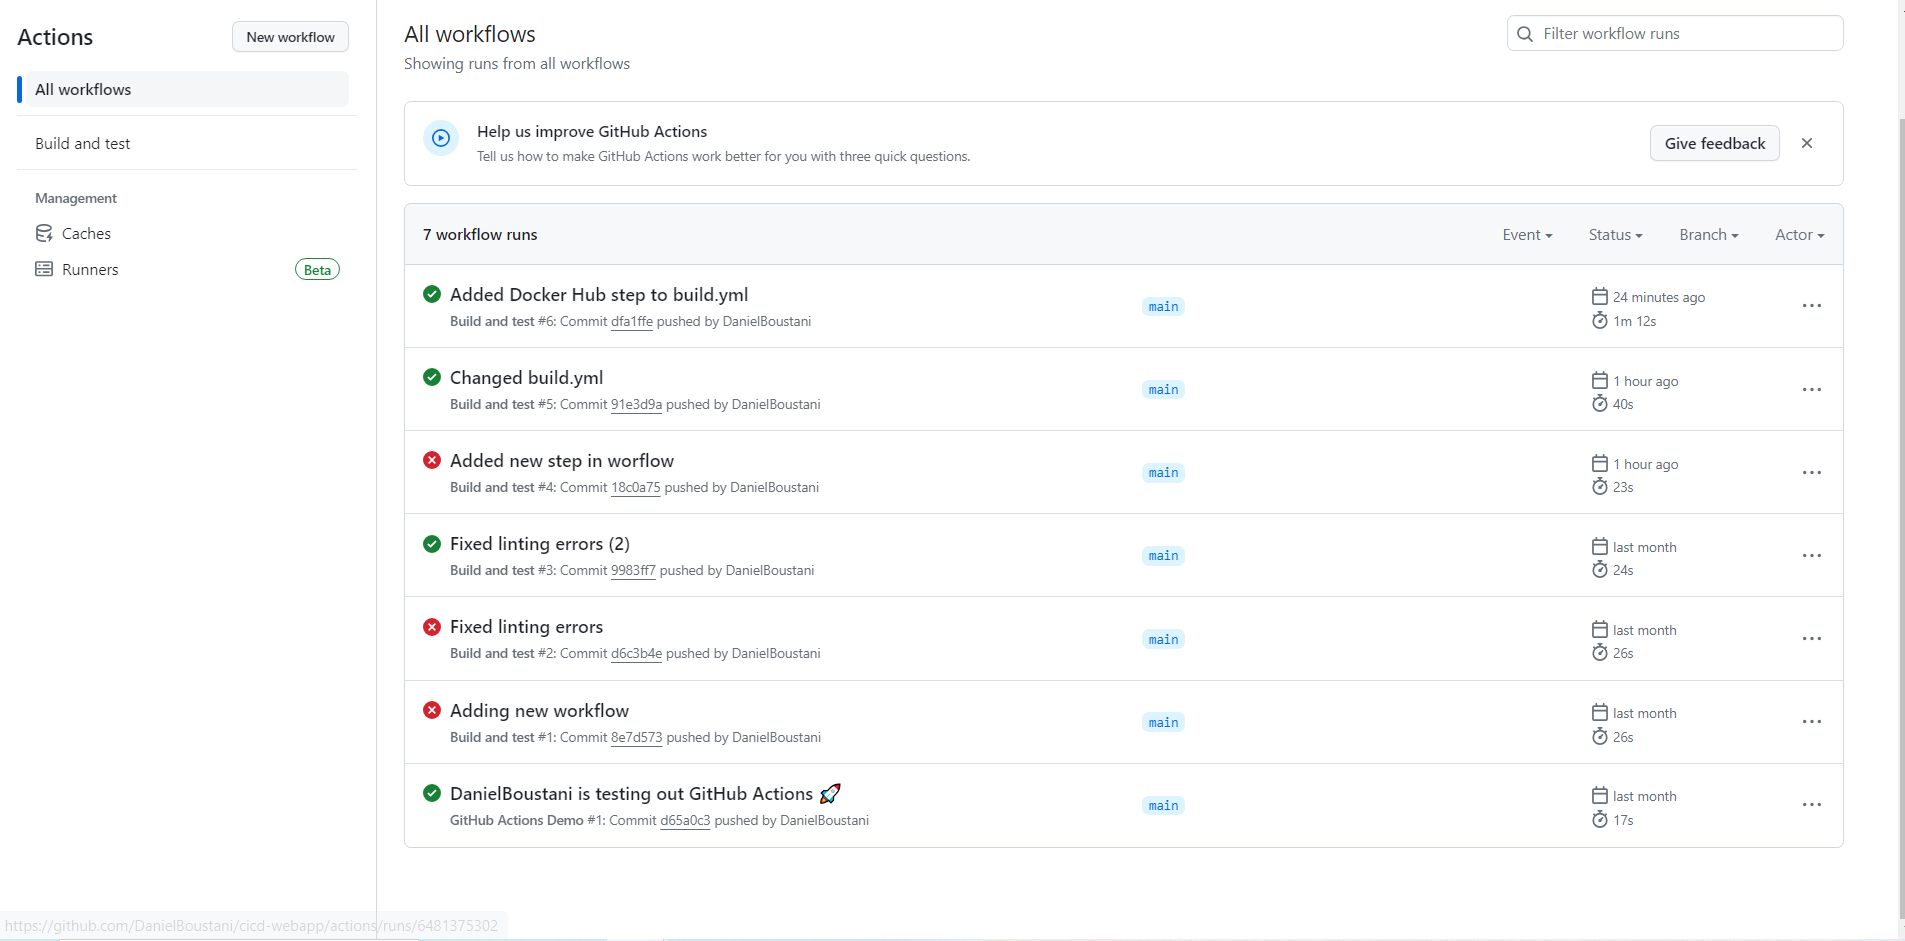 Actions
New workflow
All workflows
Build and test
Management
Caches
Runners
Beta
All workflows
Showing runs from all workflows
Filter workflow runs
Help us improve GitHub Actions
Tell us how to make GitHub Actions work better for you with three quick questions.
Give feedback
7 workflow runs
Event
Status
Branch
Actor
Added Docker Hub step to build.yml
Build and test #6: Commit dfa1ffe pushed by DanielBoustani
main
24 minutes ago
1m 12s
Changed build.yml
Build and test #5: Commit 91e3d9a pushed by DanielBoustani
main
1 hour ago
40s
Added new step in worflow
Build and test #4: Commit 18c0a75 pushed by DanielBoustani
main
1 hour ago
23s
Fixed linting errors (2)
Build and test #3: Commit 9983ff7 pushed by DanielBoustani
main
last month
24s
Fixed linting errors
Build and test #2: Commit d6c3b4e pushed by DanielBoustani
main
last month
26s
Adding new workflow
Build and test #1: Commit 8e7d573 pushed by DanielBoustani
main
last month
26s
DanielBoustani is testing out GitHub Actions 🚀
GitHub Actions Demo #1: Commit d65a0c3 pushed by DanielBoustani
main
last month
17s
https://github.com/DanielBoustani/cicd-webapp/actions/runs/6481375302